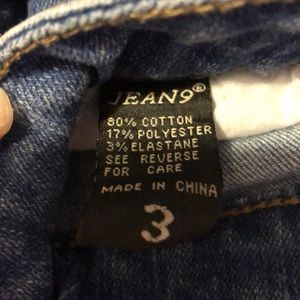 JEAN9®
80% COTTON
17% POLYESTER
3% ELASTANE
SEE REVERSE
FOR CARE
MADE IN CHINA
3